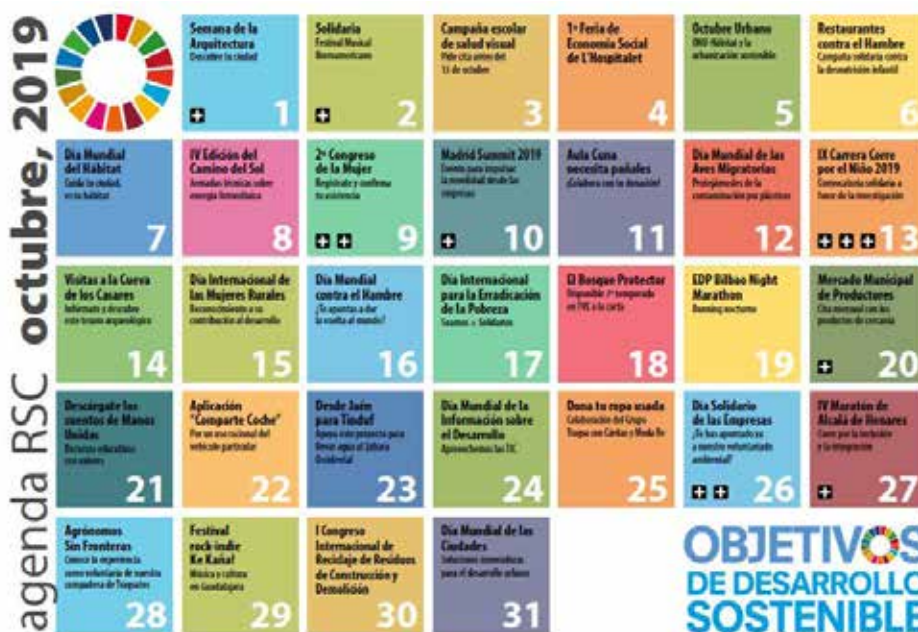 agenda RSC octubre, 2019
Semana de la
Arquitectura
Descubre la ciudad
1
Solidaria
Festival Musical
Iberoamericano
2
Campaña escolar
de salud visual
Pide cita antes del
15 de octubre
3
1ª Feria de
Economía Social
de L'Hospitalet
4
Octubre Urbano
ONU-Hábitat y la
urbanización sostenible
5
Restaurantes
contra el Hambre
Campaña solidaria contra
la desnutrición infantil
6
Día Mundial
del Hábitat
Cuida tu ciudad,
es tu hábitat
7
IV Edición del
Camino del Sol
Jornadas técnicas sobre
energía fotovoltaica
8
2º Congreso
de la Mujer
Regístrate y confirma
tu asistencia
9
Madrid Summit 2019
Evento para impulsar
la movilidad desde las
empresas
10
Aula Cuna
necesita pañales
¡Colabora con tu donación!
11
Día Mundial de las
Aves Migratorias
Protejámosles de la
contaminación por plásticos
12
IX Carrera Corre
por el Niño 2019
Convocatoria solidaria a
favor de la investigación
13
Visitas a la Cueva
de los Casares
Infórmate y descubre
este tesoro arqueológico
14
Día Internacional de
las Mujeres Rurales
Reconocimiento a su
contribución al desarrollo
15
Día Mundial
contra el Hambre
¿Te apuntas a dar
la vuelta al mundo?
16
Día Internacional
para la Erradicación
de la Pobreza
Seamos + Solidarios
17
El Bosque Protector
Disponible 1ª temporada
en TVE a la carta
18
EDP Bilbao Night
Marathon
Running nocturno
19
Mercado Municipal
de Productores
Cita mensual con los
productos de cercanía
20
Descárgate los
cuentos de Manos
Unidas
Recursos educativos
con valores
21
Aplicación
"Comparte Coche"
Por un uso racional del
vehículo particular
22
Desde Jaén
para Tinduf
Apoya este proyecto para
llevar agua al Sáhara
Occidental
23
Día Mundial de la
Información sobre
el Desarrollo
Aprovechemos las TIC
24
Dona tu ropa usada
Colaboración del Grupo
Tragsa con Cáritas y Moda Re
25
Día Solidario
de las Empresas
¿Te has apuntado ya
a nuestro voluntariado
ambiental?
26
IV Maratón de
Alcalá de Henares
Corre por la inclusión
y la integración
27
Agrónomos
Sin Fronteras
Conoce la experiencia
como voluntaria de nuestra
compañera de Tragsatec
28
Festival
rock-indie
Ke Kaña!
Música y cultura
en Guadalajara
29
I Congreso
Internacional de
Reciclaje de Residuos
de Construcción y
Demolición
30
Día Mundial de las
Ciudades
Soluciones innovadoras
para el desarrollo urbano
31
OBJETIVOS
DE DESARROLLO
SOSTENIBLE